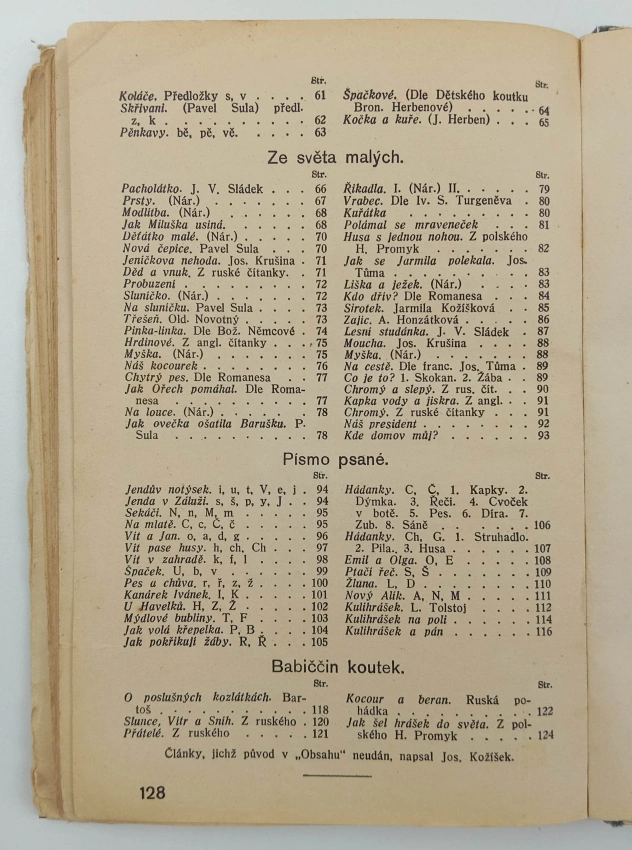 Str.
Koláče. Předložky s, v . . . . 61
Skřivani. (Pavel Sula) předl.
z, k . . . . . . . . . . 62
Pěnkavy. bě, pě, vě. . . . . 63
Str.
Špačkové. (Dle Dětského koutku
Bron. Herbenové) . . . . . 64
Kočka a kuře. (J. Herben) . . . 65
Ze světa malých.
Str.
Pacholátko. J. V. Sládek . . . 66
Prsty. (Nár.) . . . . . . . 67
Modlitba. (Nár.) . . . . . . 68
Jak Miluška usíná. . . . . . 68
Děťátko malé. (Nár.) . . . . . 70
Nová čepice. Pavel Sula . . . 70
Jeníčkova nehoda. Jos. Krušina . 71
Děd a vnuk. Z ruské čítanky. . 71
Probuzení . . . . . . . . . 72
Sluníčko. (Nár.) . . . . . . 72
Na sluníčku. Pavel Sula . . . . 73
Třešeň. Old. Novotný . . . . . 73
Pinka-linka. Dle Bož. Němcové . 74
Hrdinové. Z angl. čítanky . . . 75
Myška. (Nár.) . . . . . . . 75
Náš kocourek . . . . . . . . 76
Chytrý pes. Dle Romanesa . . 77
Jak Ořech pomáhal. Dle Roma-
nesa . . . . . . . . . . 77
Na louce. (Nár.) . . . . . . 78
Jak ovečka ošatila Barušku. P.
Sula . . . . . . . . . . 78
Str.
Říkadla. I. (Nár.) II. . . . . . 79
Vrabec. Dle Iv. S. Turgeněva . 80
Kuřátka . . . . . . . . . 80
Polámal se mraveneček . . . 81
Husa s jednou nohou. Z polského
H. Promyk . . . . . . . . 82
Jak se Jarmila polekala. Jos.
Tůma . . . . . . . . . . 83
Liška a ježek. (Nár.) . . . . . 83
Kdo dřív? Dle Romanesa . . . 84
Sirotek. Jarmila Kožíšková . . 85
Zajíc. A. Honzátková . . . . . 86
Lesní studánka. J. V. Sládek . 87
Moucha. Jos. Krušina . . . . 88
Myška. (Nár.) . . . . . . . 88
Na cestě. Dle franc. Jos. Tůma . 89
Co je to? 1. Skokan. 2. Žába . . 89
Chromý a slepý. Z rus. čít. . . . 90
Kapka vody a jiskra. Z angl. . . 91
Chromý. Z ruské čítanky . . . 91
Náš president . . . . . . . . 92
Kde domov můj? . . . . . . 93
Písmo psané.
Str.
Jendův notýsek. i, u, t, V, e, j . 94
Jenda v Záluží. s, š, p, y, J . . 94
Sekáči. N, n, M, m . . . . . 95
Na mlatě. C, c, Č, č . . . . . 95
Vít a Jan. o, a, d, g . . . . . 96
Vít pase husy. h, ch, Ch . . . . 97
Vít v zahradě. k, f, l . . . . . 98
Špaček. U, b, v . . . . . . . 99
Pes a chůva. r, ř, z, ž . . . . 100
Kanárek Ivánek. I, K . . . . . 101
U Havelků. H, Z, Ž . . . . . 102
Mýdlové bubliny. T, F . . . . 103
Jak volá křepelka. P, B . . . . 104
Jak pokřikují žáby. R, Ř . . . 105
Str.
Hádanky. C, Č, 1. Kapky. 2.
Dýmka. 3. Řeči. 4. Cvoček
v botě. 5. Pes. 6. Díra. 7.
Zub. 8. Sáně . . . . . . . 106
Hádanky. Ch, G. 1. Struhadlo.
2. Pila. 3. Husa . . . . . . 107
Emil a Olga. O, E . . . . . . 108
Ptačí řeč. S, Š . . . . . . . 109
Žluna. L, D . . . . . . . . 110
Nový Alík. A, N, M . . . . . 111
Kulihrášek. L. Tolstoj . . . . . 112
Kulihrášek na poli . . . . . . 114
Kulihrášek a pán . . . . . . 116
Babiččin koutek.
Str.
O poslušných kozlátkách. Bar-
toš . . . . . . . . . . . 118
Slunce, Vítr a Sníh. Z ruského . 120
Přátelé. Z ruského . . . . . 121
Str.
Kocour a beran. Ruská po-
hádka . . . . . . . . . . 122
Jak šel hrášek do světa. Z pol-
ského H. Promyk . . . . . 124
Články, jichž původ v „Obsahu“ neudán, napsal Jos. Kožíšek.
128